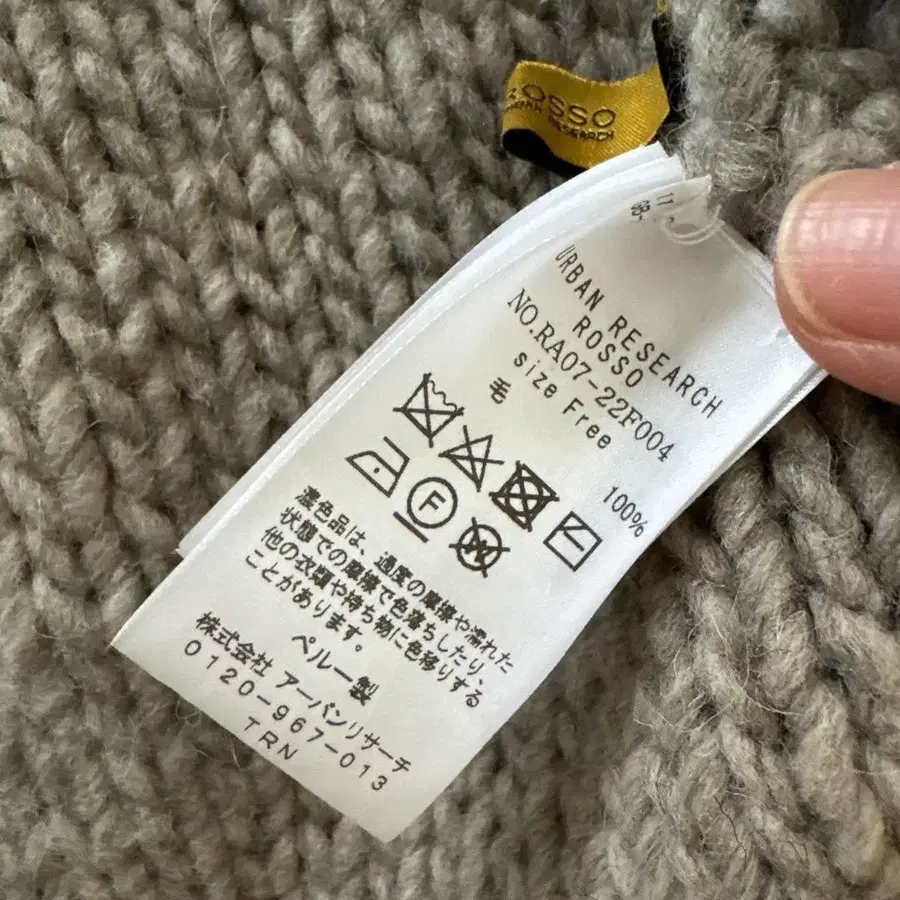 ROSSO
URBAN RESEARCH
URBAN RESEARCH
ROSSO
NO.RA07-22F004
size Free
毛 100%
F
W
濃色品は、過度の摩擦や濡れた
状態での摩擦で色落ちしたり、
他の衣類や持ち物に色移りする
ことがあります。
ペルー製
株式会社 アーバンリサーチ
0120-967-013
TRN